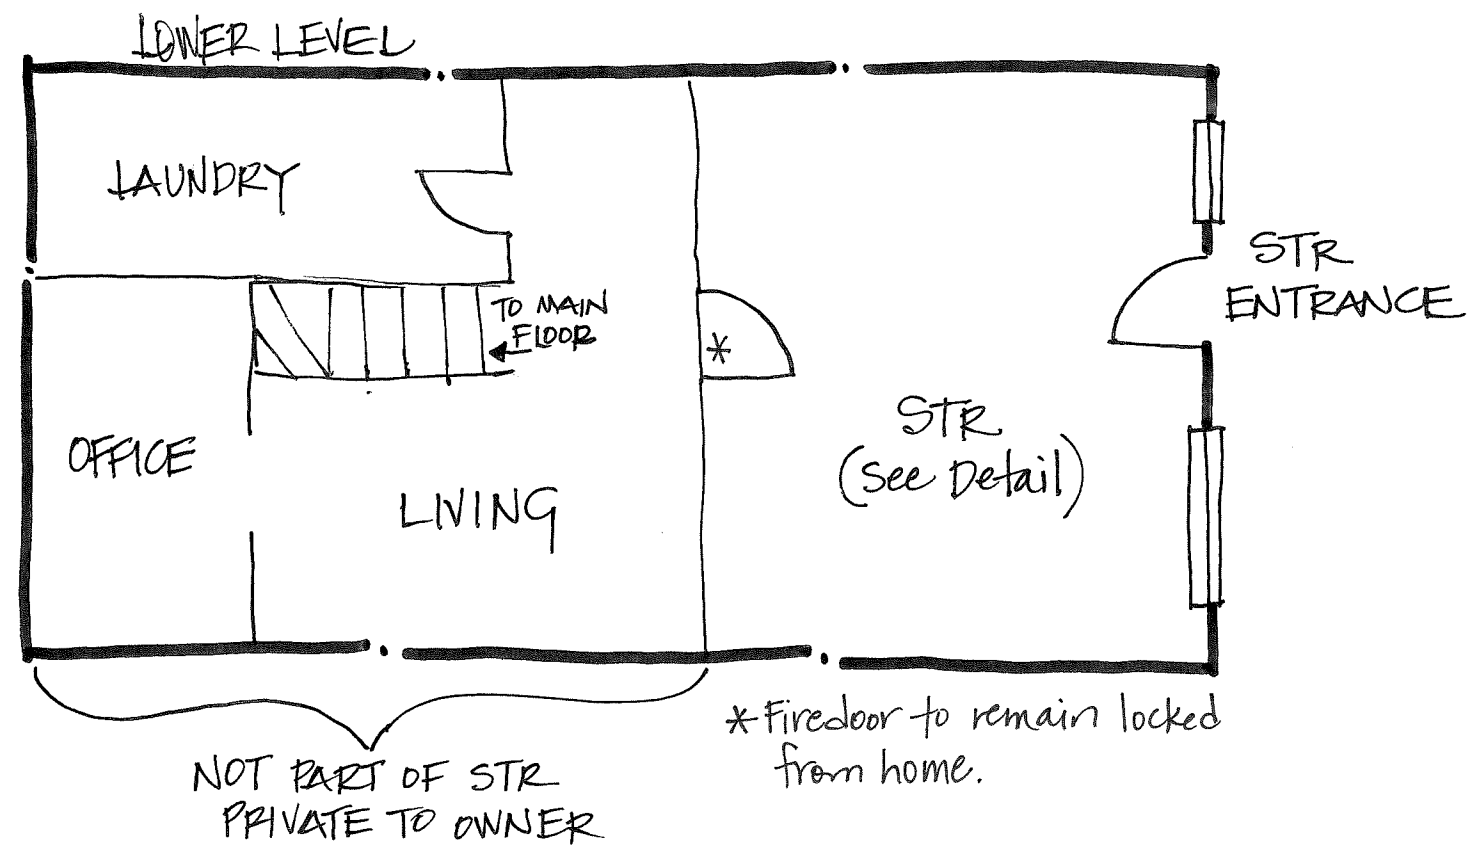 LOWER LEVEL
LAUNDRY
STR
ENTRANCE
TO MAIN
FLOOR
*
STR
(See Detail)
OFFICE
LIVING
* Firedoor to remain locked
from home.
NOT PART OF STR
PRIVATE TO OWNER